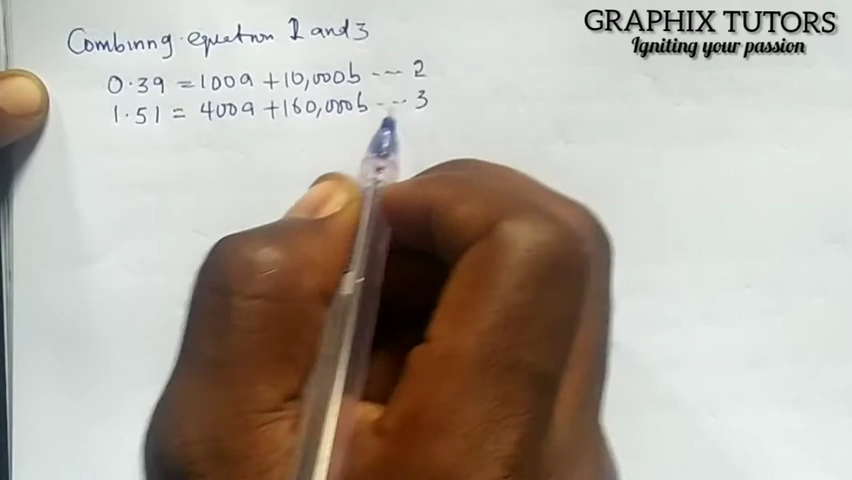 GRAPHIX TUTORS
Igniting your passion
Combining equation 2 and 3
0.39 = 100a + 10,000b --- 2
1.51 = 400a + 160,000b --- 3